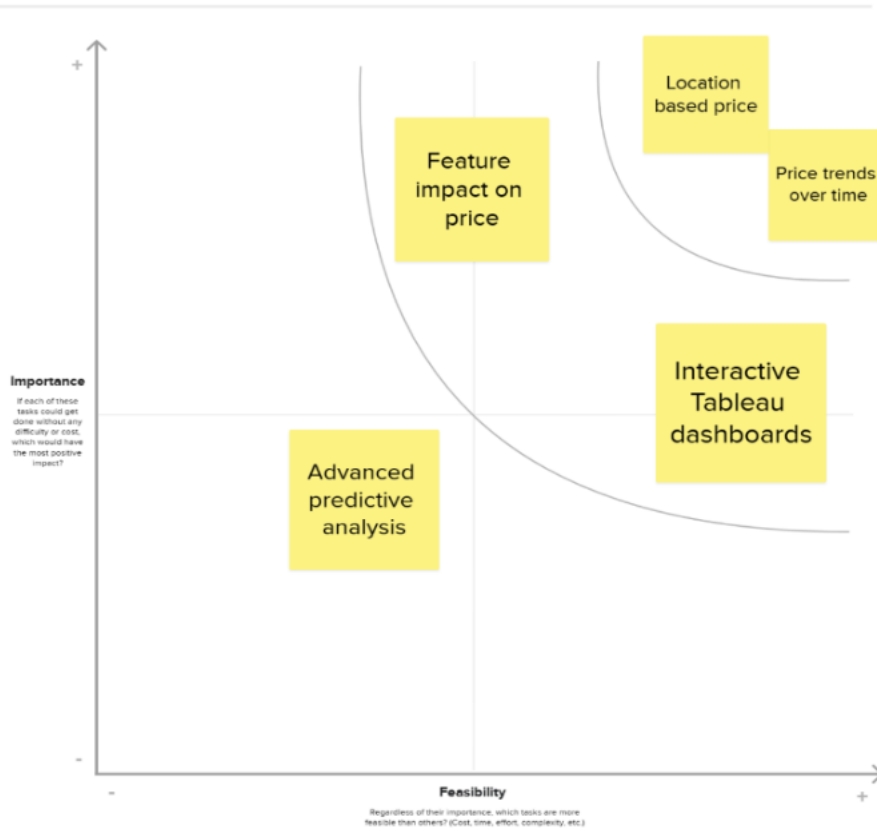 +
Location
based price
Feature
impact on
price
Price trends
over time
Importance
If each of these
tasks could get
done without any
difficulty or cost,
which would have
the most positive
impact?
Interactive
Tableau
dashboards
Advanced
predictive
analysis
-
-
Feasibility
+
Regardless of their importance, which tasks are more
feasible than others? (Cost, time, effort, complexity, etc.)